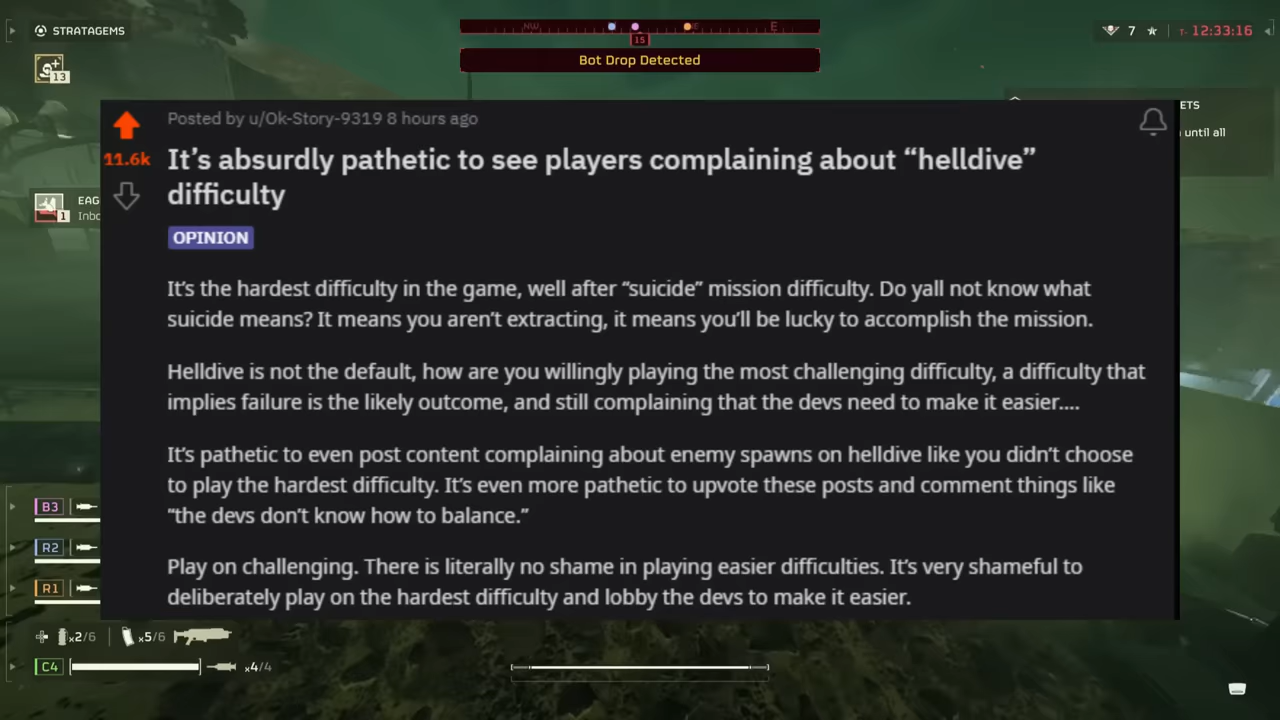 STRATAGEMS
13
NW
E
15
Bot Drop Detected
7
T- 12:33:16
ETS
until all
EAG
Inbo
1
Posted by u/Ok-Story-9319 8 hours ago
11.6k
It’s absurdly pathetic to see players complaining about “helldive”
difficulty
OPINION
It’s the hardest difficulty in the game, well after “suicide” mission difficulty. Do yall not know what
suicide means? It means you aren’t extracting, it means you’ll be lucky to accomplish the mission.
Helldive is not the default, how are you willingly playing the most challenging difficulty, a difficulty that
implies failure is the likely outcome, and still complaining that the devs need to make it easier....
It’s pathetic to even post content complaining about enemy spawns on helldive like you didn’t choose
to play the hardest difficulty. It’s even more pathetic to upvote these posts and comment things like
“the devs don’t know how to balance.”
Play on challenging. There is literally no shame in playing easier difficulties. It’s very shameful to
deliberately play on the hardest difficulty and lobby the devs to make it easier.
B3
R2
R1
x2/6
x5/6
C4
x4/4